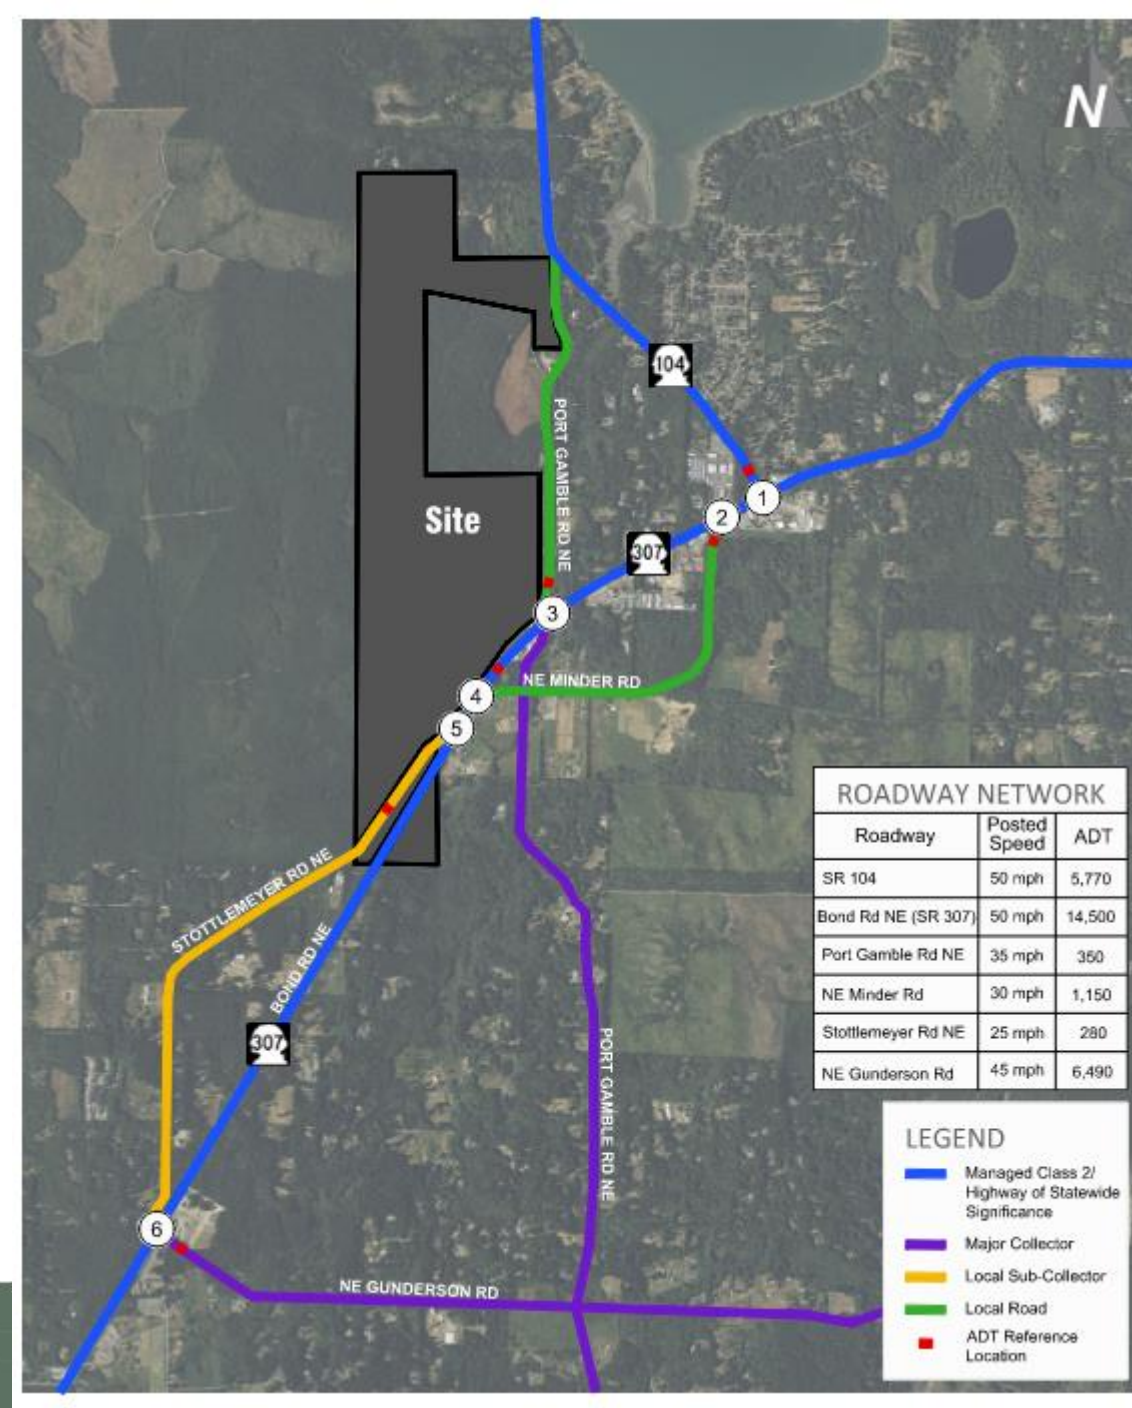 N
104
1
2
307
PORT GAMBLE RD NE
Site
3
NE MINDER RD
4
5
STOTTLEMEYER RD NE
BOND RD NE
307
PORT GAMBLE RD NE
6
NE GUNDERSON RD
ROADWAY NETWORK
Roadway Posted Speed ADT
SR 104 50 mph 5,770
Bond Rd NE (SR 307) 50 mph 14,500
Port Gamble Rd NE 35 mph 350
NE Minder Rd 30 mph 1,150
Stottlemeyer Rd NE 25 mph 280
NE Gunderson Rd 45 mph 6,490
LEGEND
Managed Class 2/
Highway of Statewide
Significance
Major Collector
Local Sub-Collector
Local Road
ADT Reference
Location